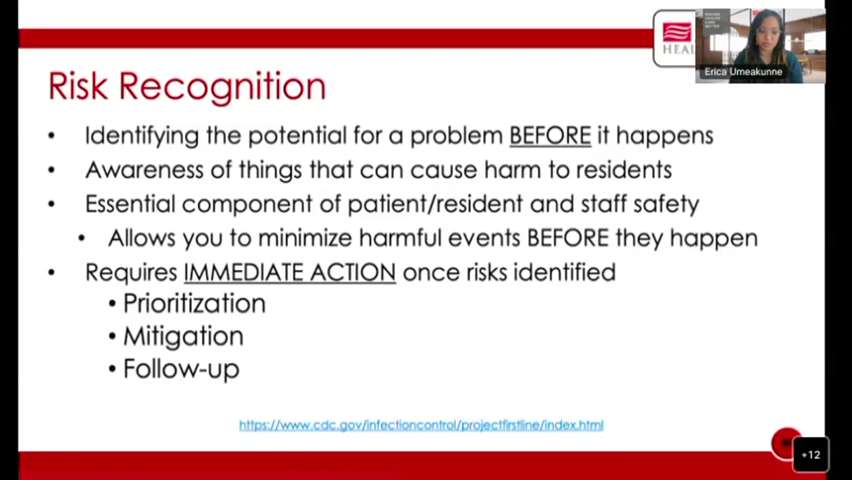 HEAL
Erica Umeakunne
Risk Recognition
• Identifying the potential for a problem BEFORE it happens
• Awareness of things that can cause harm to residents
• Essential component of patient/resident and staff safety
• Allows you to minimize harmful events BEFORE they happen
• Requires IMMEDIATE ACTION once risks identified
• Prioritization
• Mitigation
• Follow-up
https://www.cdc.gov/infectioncontrol/projectfirstline/index.html
+12